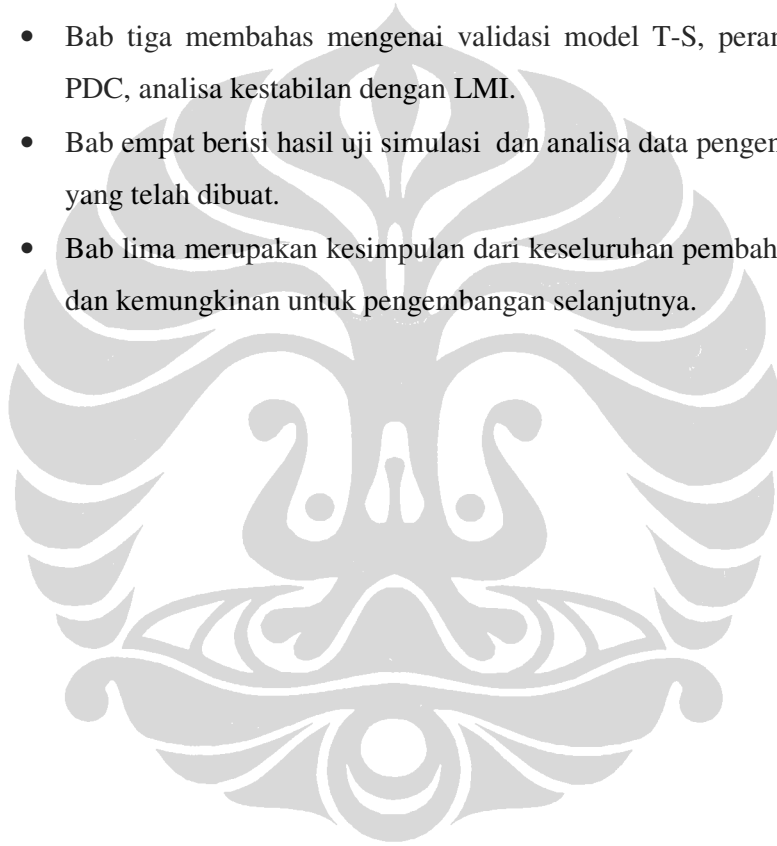 • Bab tiga membahas mengenai validasi model T-S, peran
PDC, analisa kestabilan dengan LMI.
• Bab empat berisi hasil uji simulasi dan analisa data pengen
yang telah dibuat.
• Bab lima merupakan kesimpulan dari keseluruhan pembah
dan kemungkinan untuk pengembangan selanjutnya.